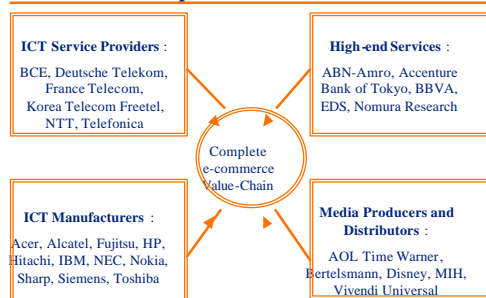 ICT Service Providers :
BCE, Deutsche Telekom,
France Telecom,
Korea Telecom Freetel,
NTT, Telefonica
High-end Services :
ABN-Amro, Accenture
Bank of Tokyo, BBVA,
EDS, Nomura Research
Complete
e-commerce
Value-Chain
ICT Manufacturers :
Acer, Alcatel, Fujitsu, HP,
Hitachi, IBM, NEC, Nokia,
Sharp, Siemens, Toshiba
Media Producers and
Distributors :
AOL Time Warner,
Bertelsmann, Disney, MIH,
Vivendi Universal